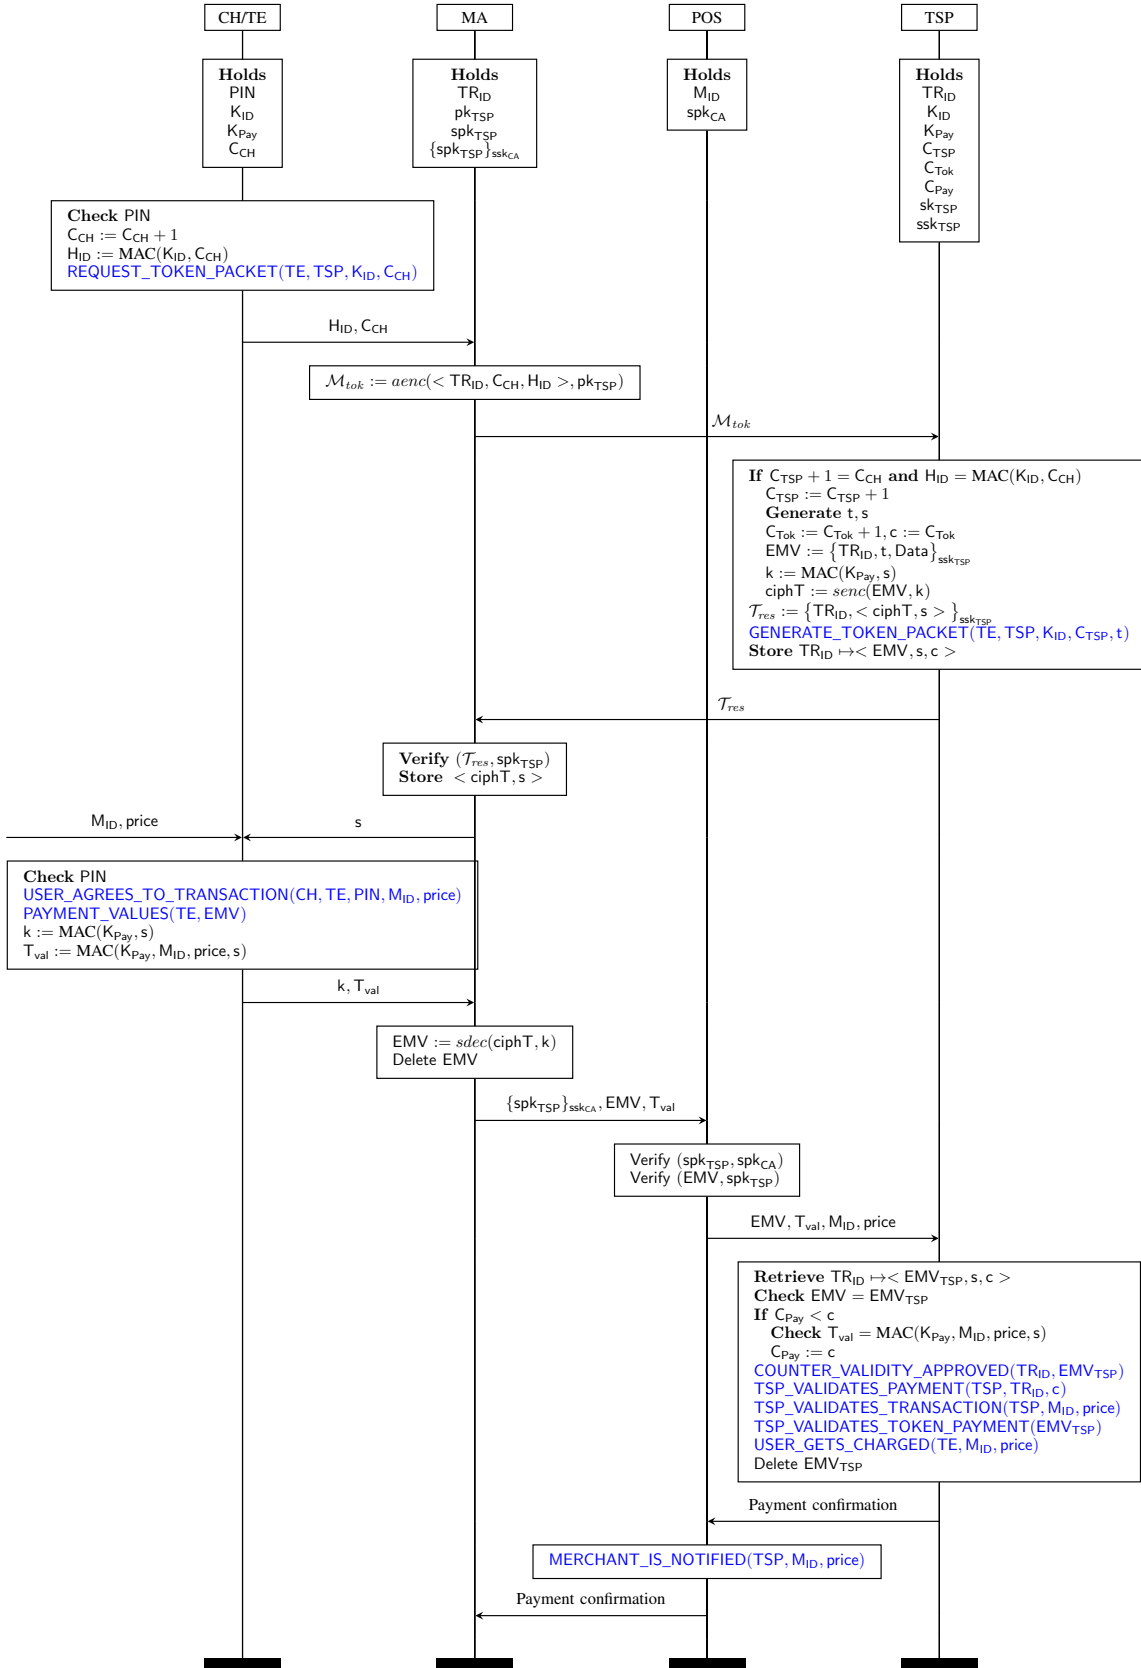 CH/TE
MA
POS
TSP
Holds
PIN
K_ID
K_Pay
C_CH
Holds
TR_ID
pk_TSP
spk_TSP
{spk_TSP}_ssk_CA
Holds
M_ID
spk_CA
Holds
TR_ID
K_ID
K_Pay
C_TSP
C_Tok
C_Pay
sk_TSP
ssk_TSP
Check PIN
C_CH := C_CH + 1
H_ID := MAC(K_ID, C_CH)
REQUEST_TOKEN_PACKET(TE, TSP, K_ID, C_CH)
H_ID, C_CH
M_tok := aenc(< TR_ID, C_CH, H_ID >, pk_TSP)
M_tok
If C_TSP + 1 = C_CH and H_ID = MAC(K_ID, C_CH)
C_TSP := C_TSP + 1
Generate t, s
C_Tok := C_Tok + 1, c := C_Tok
EMV := {TR_ID, t, Data}_ssk_TSP
k := MAC(K_Pay, s)
ciphT := senc(EMV, k)
T_res := {TR_ID, < ciphT, s >}_ssk_TSP
GENERATE_TOKEN_PACKET(TE, TSP, K_ID, C_TSP, t)
Store TR_ID ↦< EMV, s, c >
T_res
Verify (T_res, spk_TSP)
Store < ciphT, s >
M_ID, price
s
Check PIN
USER_AGREES_TO_TRANSACTION(CH, TE, PIN, M_ID, price)
PAYMENT_VALUES(TE, EMV)
k := MAC(K_Pay, s)
T_val := MAC(K_Pay, M_ID, price, s)
k, T_val
EMV := sdec(ciphT, k)
Delete EMV
{spk_TSP}_ssk_CA, EMV, T_val
Verify (spk_TSP, spk_CA)
Verify (EMV, spk_TSP)
EMV, T_val, M_ID, price
Retrieve TR_ID ↦< EMV_TSP, s, c >
Check EMV = EMV_TSP
If C_Pay < c
Check T_val = MAC(K_Pay, M_ID, price, s)
C_Pay := c
COUNTER_VALIDITY_APPROVED(TR_ID, EMV_TSP)
TSP_VALIDATES_PAYMENT(TSP, TR_ID, c)
TSP_VALIDATES_TRANSACTION(TSP, M_ID, price)
TSP_VALIDATES_TOKEN_PAYMENT(EMV_TSP)
USER_GETS_CHARGED(TE, M_ID, price)
Delete EMV_TSP
Payment confirmation
MERCHANT_IS_NOTIFIED(TSP, M_ID, price)
Payment confirmation